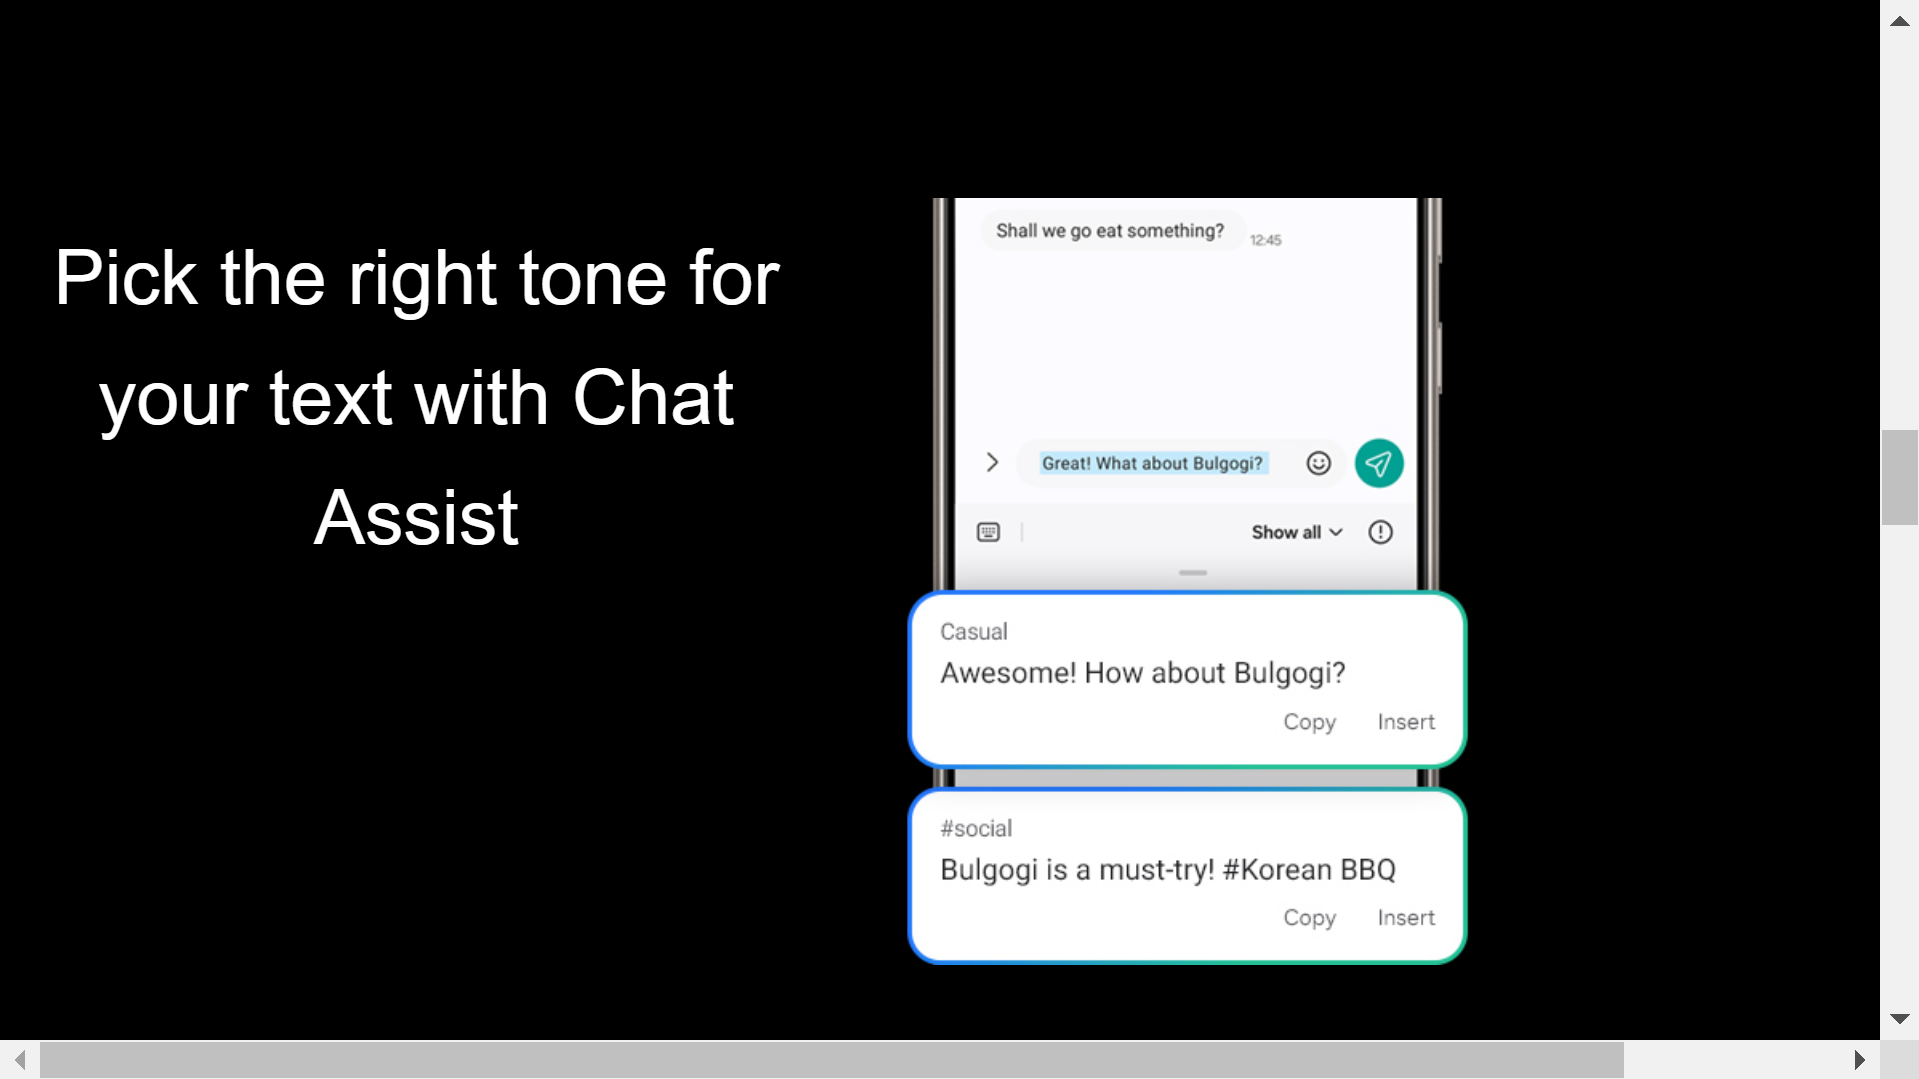 Pick the right tone for
your text with Chat
Assist
Shall we go eat something?
12:45
Great! What about Bulgogi?
Show all
Casual
Awesome! How about Bulgogi?
Copy Insert
#social
Bulgogi is a must-try! #Korean BBQ
Copy Insert